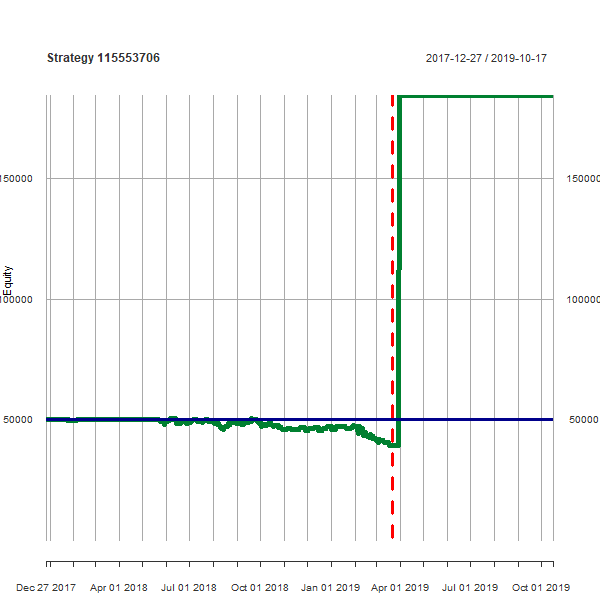 Strategy 115553706
2017-12-27 / 2019-10-17
150000
150000
Equity
100000
100000
50000
50000
Dec 27 2017
Apr 01 2018
Jul 01 2018
Oct 01 2018
Jan 01 2019
Apr 01 2019
Jul 01 2019
Oct 01 2019